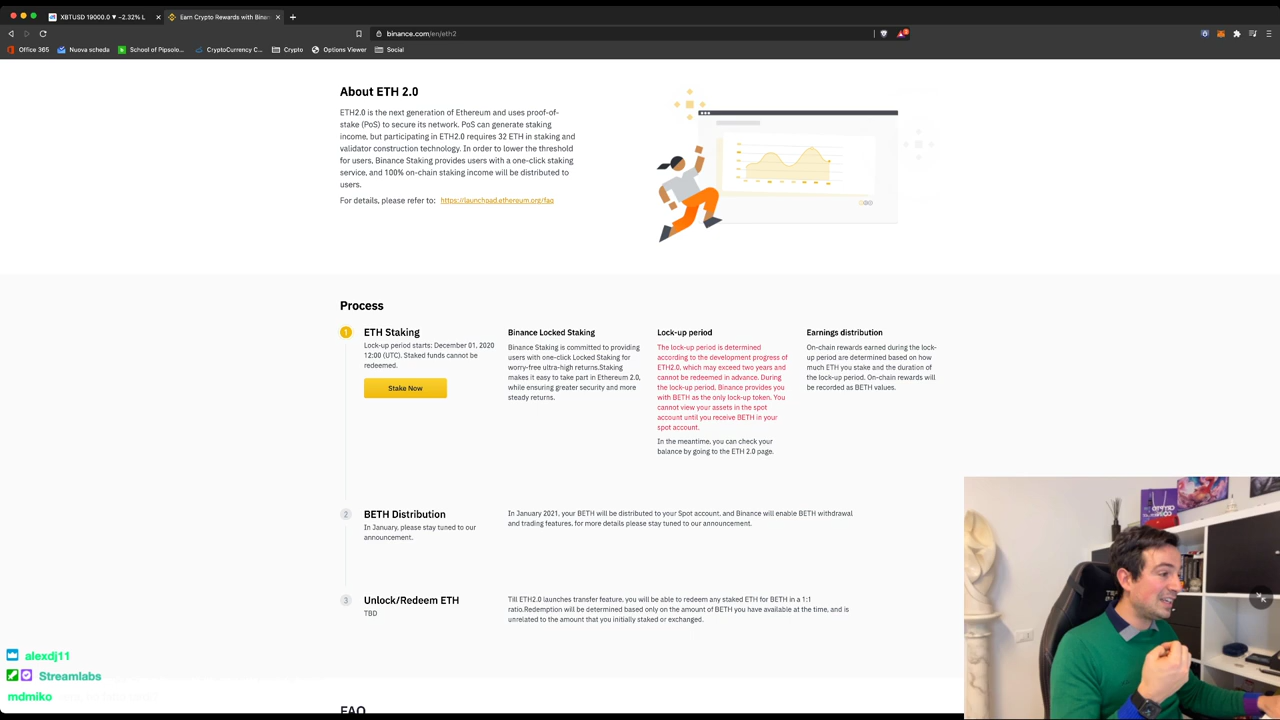 XBTUSD 19000.0 ▼ −2.32% L
Earn Crypto Rewards with Binan
binance.com/en/eth2
Office 365
Nuova scheda
School of Pipsolo...
CryptoCurrency C...
Crypto
Options Viewer
Social
About ETH 2.0
ETH2.0 is the next generation of Ethereum and uses proof-of-
stake (PoS) to secure its network. PoS can generate staking
income, but participating in ETH2.0 requires 32 ETH in staking and
validator construction technology. In order to lower the threshold
for users, Binance Staking provides users with a one-click staking
service, and 100% on-chain staking income will be distributed to
users.
For details, please refer to: https://launchpad.ethereum.org/faq
Process
1
ETH Staking
Lock-up period starts: December 01, 2020
12:00 (UTC). Staked funds cannot be
redeemed.
Stake Now
Binance Locked Staking
Binance Staking is committed to providing
users with one-click Locked Staking for
worry-free ultra-high returns.Staking
makes it easy to take part in Ethereum 2.0,
while ensuring greater security and more
steady returns.
Lock-up period
The lock-up period is determined
according to the development progress of
ETH2.0, which may exceed two years and
cannot be redeemed in advance. During
the lock-up period, Binance provides you
with BETH as the only lock-up token. You
cannot view your assets in the spot
account until you receive BETH in your
spot account.
In the meantime, you can check your
balance by going to the ETH 2.0 page.
Earnings distribution
On-chain rewards earned during the lock-
up period are determined based on how
much ETH you stake and the duration of
the lock-up period. On-chain rewards will
be recorded as BETH values.
2
BETH Distribution
In January, please stay tuned to our
announcement.
In January 2021, your BETH will be distributed to your Spot account, and Binance will enable BETH withdrawal
and trading features, for more details please stay tuned to our announcement.
3
Unlock/Redeem ETH
TBD
Till ETH2.0 launches transfer feature, you will be able to redeem any staked ETH for BETH in a 1:1
ratio.Redemption will be determined based only on the amount of BETH you have available at the time, and is
unrelated to the amount that you initially staked or exchanged.
alexdj11
Streamlabs
mdmiko
FAQ